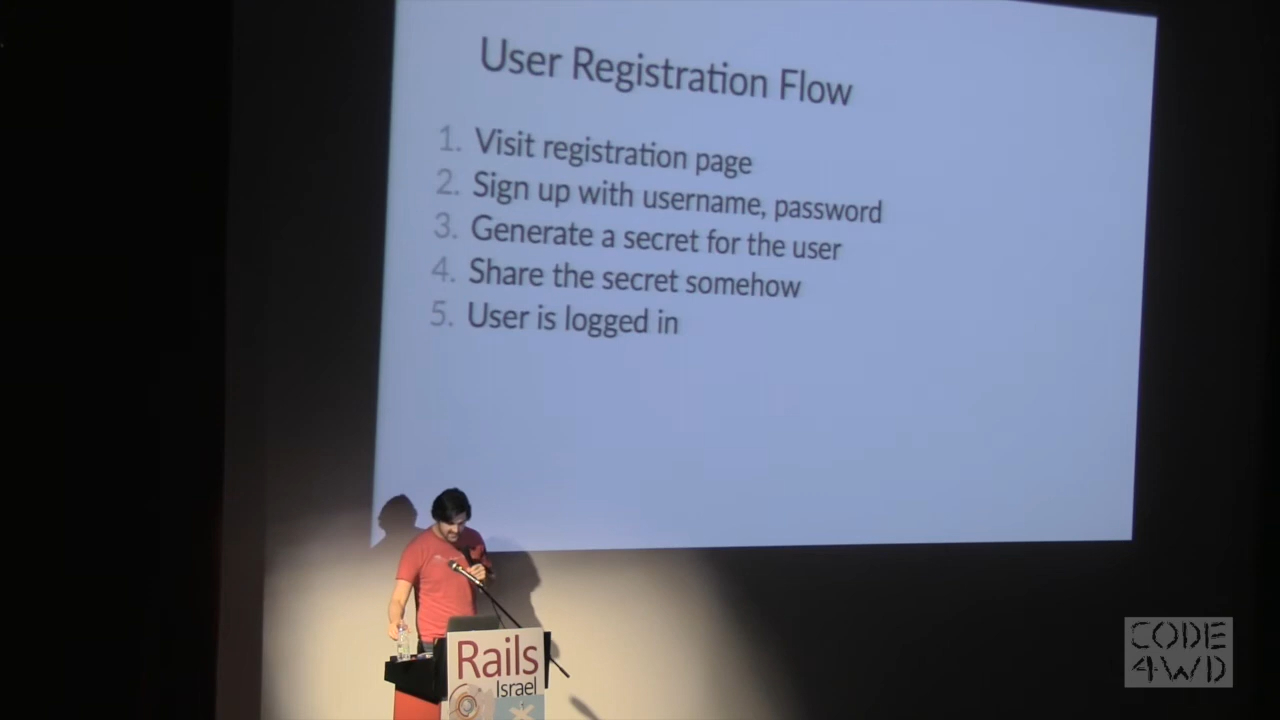 User Registration Flow
1. Visit registration page
2. Sign up with username, password
3. Generate a secret for the user
4. Share the secret somehow
5. User is logged in
Rails
Israel
CODE
4WD